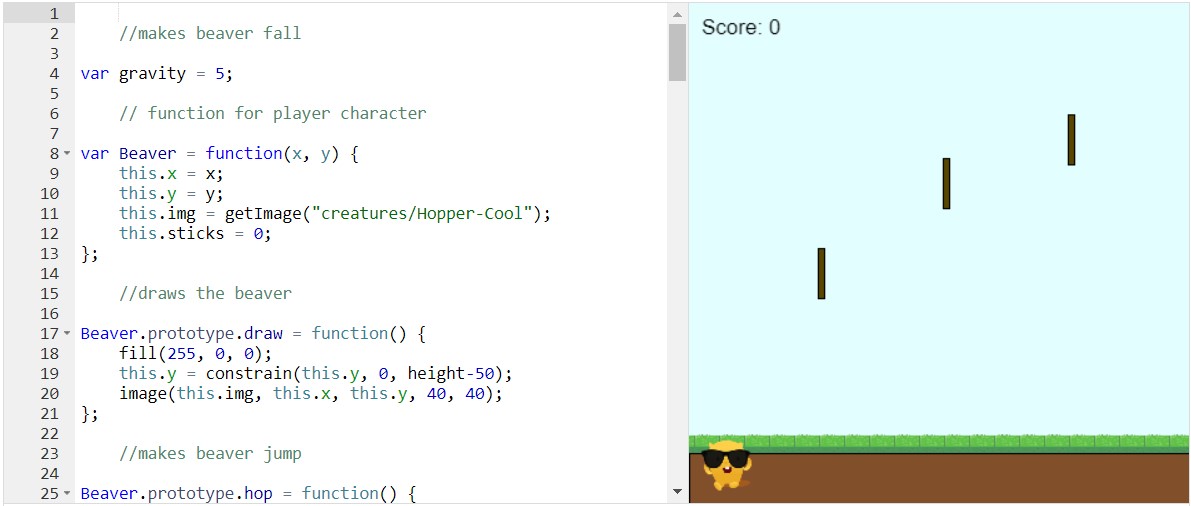 1
2 //makes beaver fall
3
4 var gravity = 5;
5
6 // function for player character
7
8 var Beaver = function(x, y) {
9 this.x = x;
10 this.y = y;
11 this.img = getImage("creatures/Hopper-Cool");
12 this.sticks = 0;
13 };
14
15 //draws the beaver
16
17 Beaver.prototype.draw = function() {
18 fill(255, 0, 0);
19 this.y = constrain(this.y, 0, height-50);
20 image(this.img, this.x, this.y, 40, 40);
21 };
22
23 //makes beaver jump
24
25 Beaver.prototype.hop = function() {
Score: 0